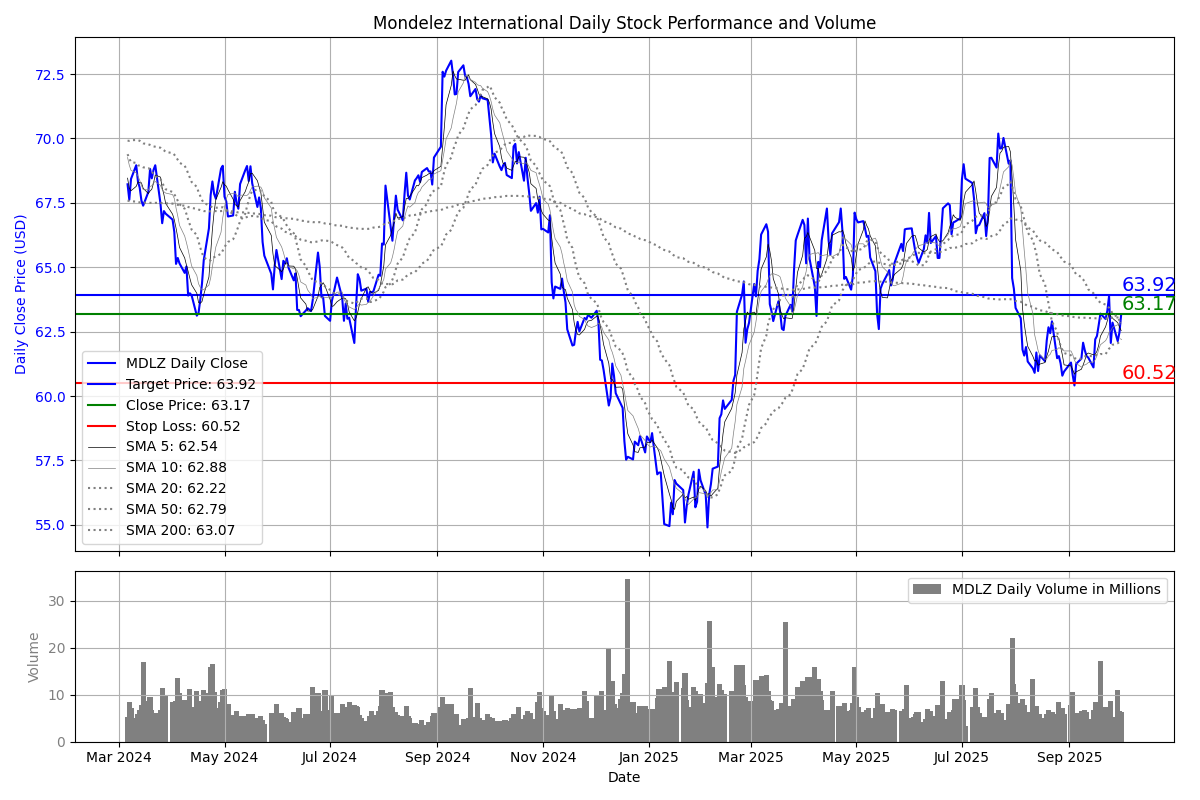 Mondelez International Daily Stock Performance and Volume
Daily Close Price (USD)
72.5
70.0
67.5
65.0
62.5
60.0
57.5
55.0
63.92
63.17
60.52
MDLZ Daily Close
Target Price: 63.92
Close Price: 63.17
Stop Loss: 60.52
SMA 5: 62.54
SMA 10: 62.88
SMA 20: 62.22
SMA 50: 62.79
SMA 200: 63.07
Volume
30
20
10
0
MDLZ Daily Volume in Millions
Mar 2024 May 2024 Jul 2024 Sep 2024 Nov 2024 Jan 2025 Mar 2025 May 2025 Jul 2025 Sep 2025
Date